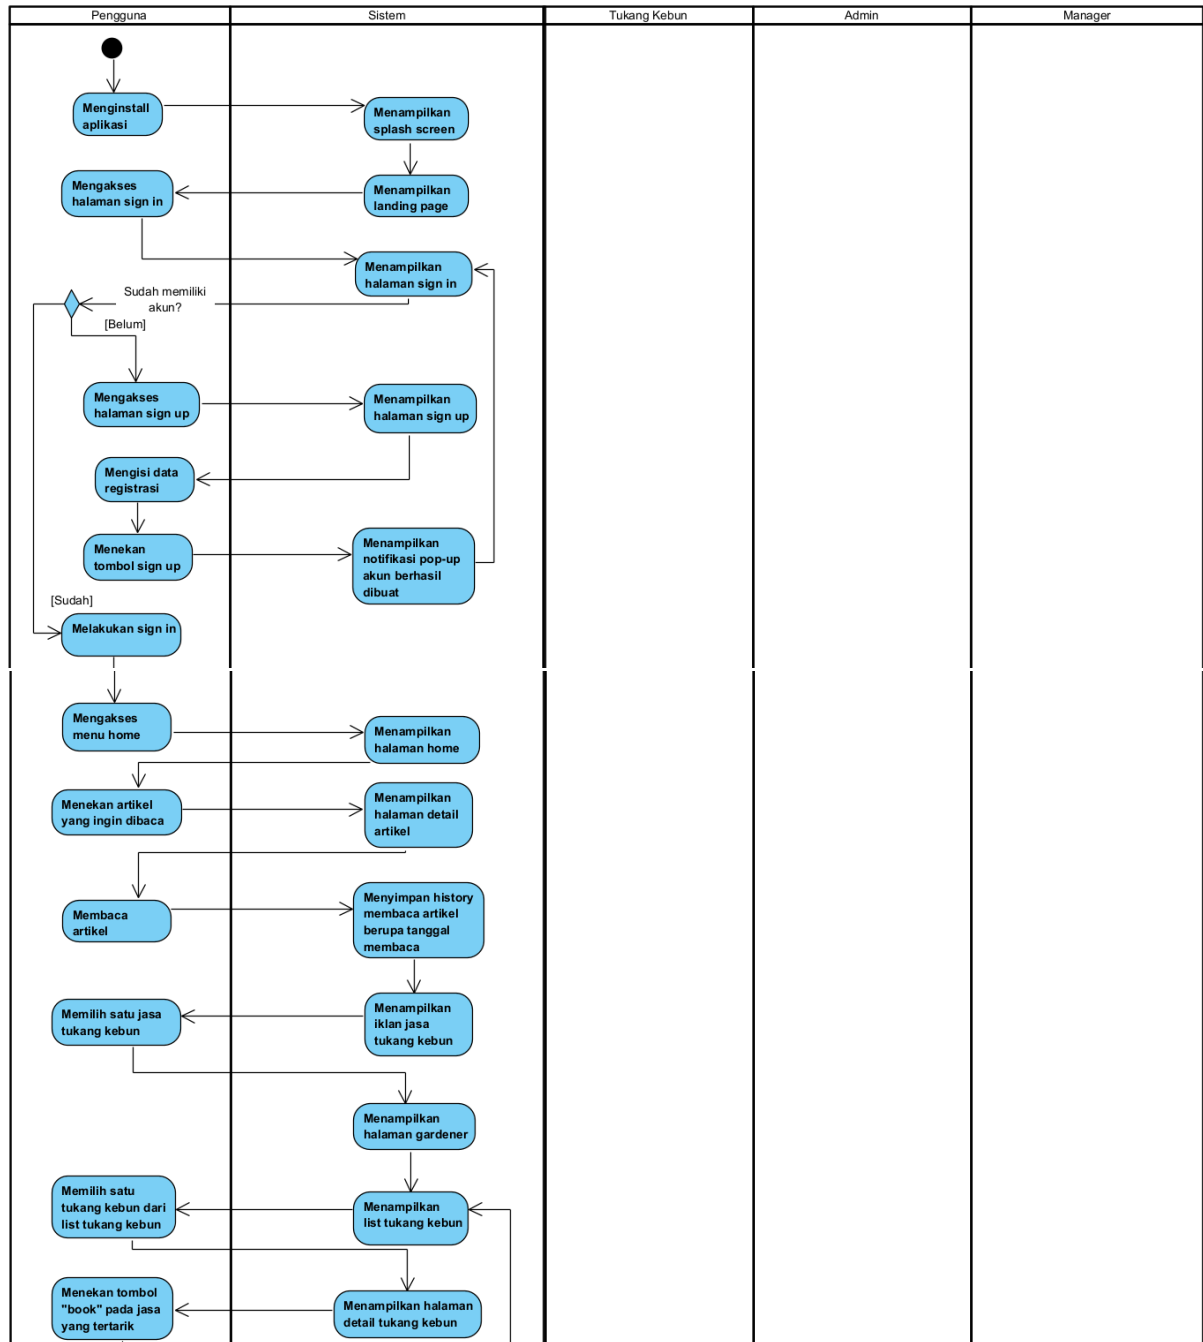 Pengguna
Sistem
Tukang Kebun
Admin
Manager
Menginstall
aplikasi
Menampilkan
splash screen
Mengakses
halaman sign in
Menampilkan
landing page
Menampilkan
halaman sign in
Sudah memiliki
akun?
[Belum]
Mengakses
halaman sign up
Menampilkan
halaman sign up
Mengisi data
registrasi
Menekan
tombol sign up
Menampilkan
notifikasi pop-up
akun berhasil
dibuat
[Sudah]
Melakukan sign in
Mengakses
menu home
Menampilkan
halaman home
Menekan artikel
yang ingin dibaca
Menampilkan
halaman detail
artikel
Membaca
artikel
Menyimpan history
membaca artikel
berupa tanggal
membaca
Memilih satu jasa
tukang kebun
Menampilkan
iklan jasa
tukang kebun
Menampilkan
halaman gardener
Memilih satu
tukang kebun dari
list tukang kebun
Menampilkan
list tukang kebun
Menekan tombol
"book" pada jasa
yang tertarik
Menampilkan halaman
detail tukang kebun